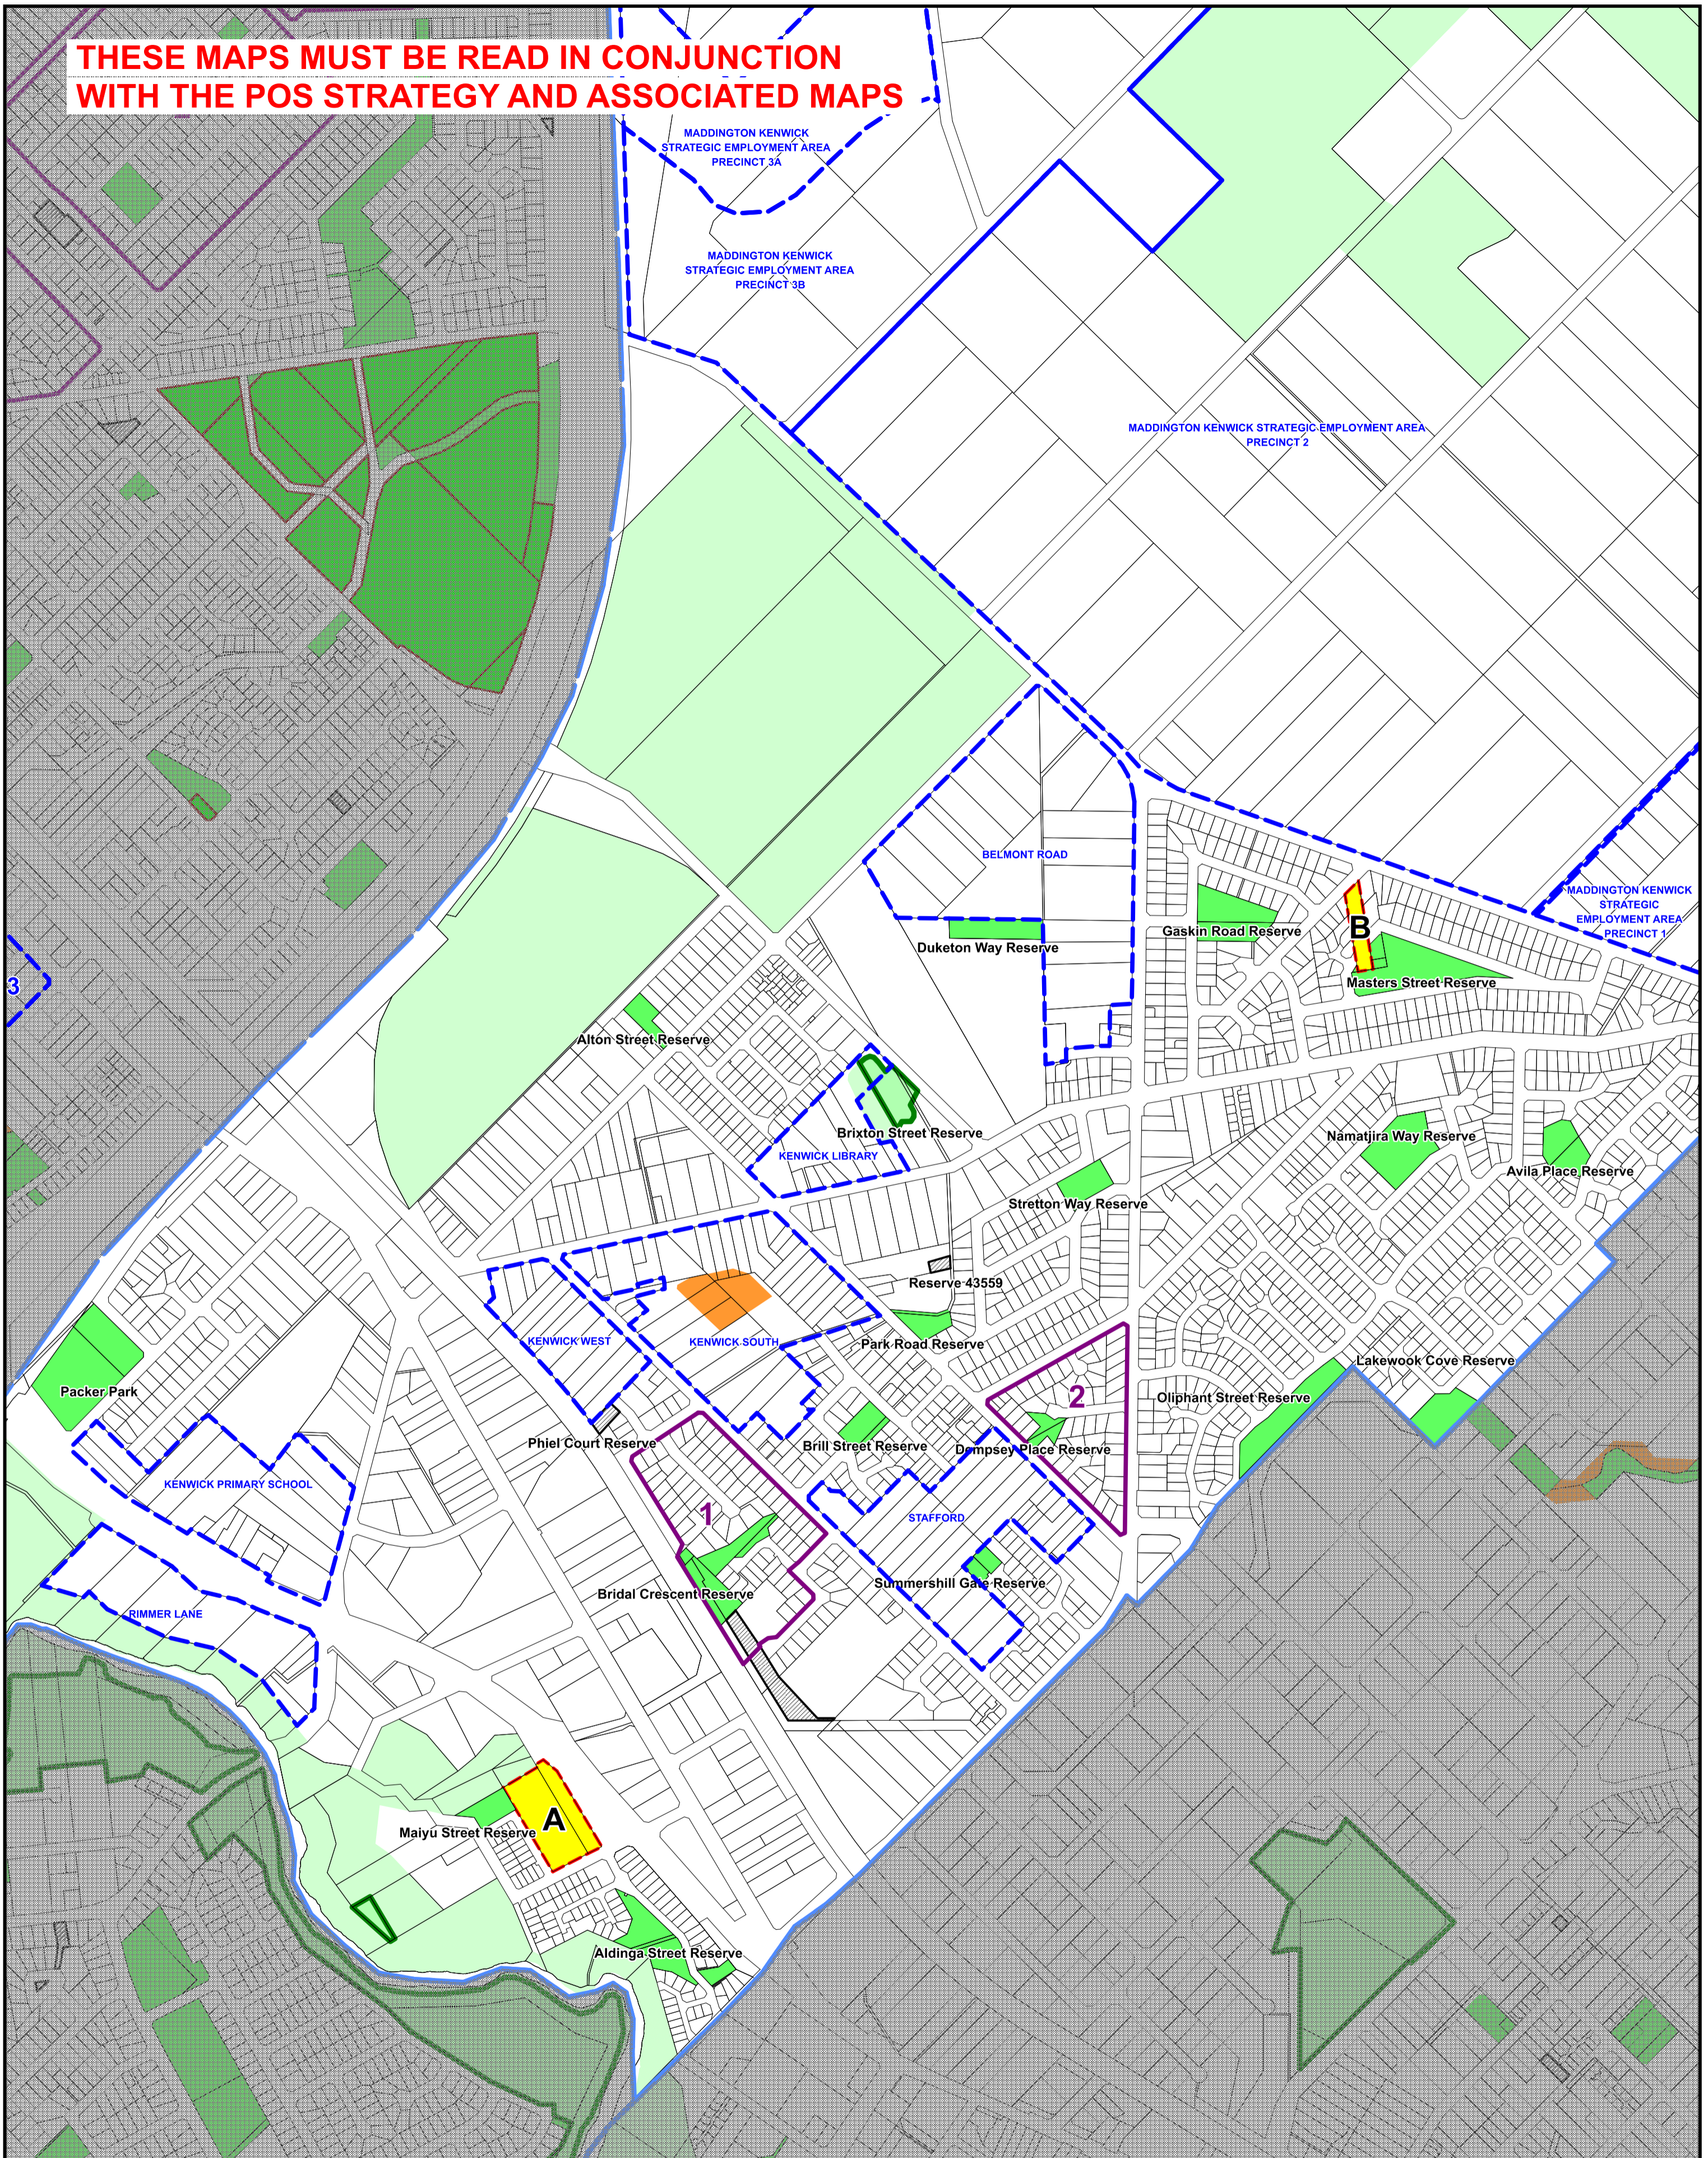 THESE MAPS MUST BE READ IN CONJUNCTION
WITH THE POS STRATEGY AND ASSOCIATED MAPS
MADDINGTON KENWICK
STRATEGIC EMPLOYMENT AREA
PRECINCT 3A
MADDINGTON KENWICK
STRATEGIC EMPLOYMENT AREA
PRECINCT 3B
MADDINGTON KENWICK STRATEGIC EMPLOYMENT AREA
PRECINCT 2
BELMONT ROAD
MADDINGTON KENWICK
STRATEGIC
EMPLOYMENT AREA
PRECINCT 1
B
Gaskin Road Reserve
Duketon Way Reserve
Masters Street Reserve
3
Alton Street Reserve
Brixton Street Reserve
KENWICK LIBRARY
Namatjira Way Reserve
Avila Place Reserve
Stretton Way Reserve
Reserve 43559
KENWICK WEST
KENWICK SOUTH
Park Road Reserve
Lakewook Cove Reserve
Packer Park
2
Oliphant Street Reserve
Phiel Court Reserve
Brill Street Reserve
Dempsey Place Reserve
KENWICK PRIMARY SCHOOL
1
STAFFORD
Summershill Gate Reserve
Bridal Crescent Reserve
RIMMER LANE
A
Maiyu Street Reserve
Aldinga Street Reserve